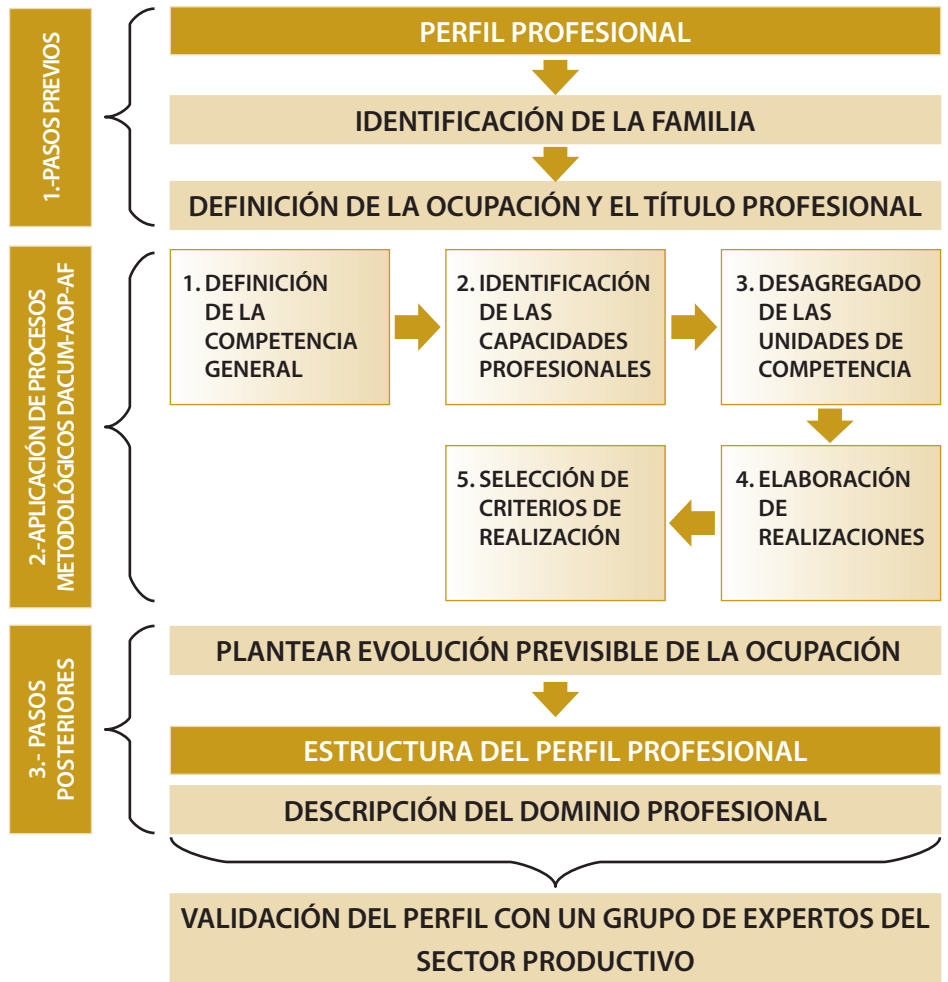 1.-PASOS PREVIOS
PERFIL PROFESIONAL
IDENTIFICACIÓN DE LA FAMILIA
DEFINICIÓN DE LA OCUPACIÓN Y EL TÍTULO PROFESIONAL
2.-APLICACIÓN DE PROCESOS
METODOLÓGICOS DACUM-AOP-AF
1. DEFINICIÓN
DE LA
COMPETENCIA
GENERAL
2. IDENTIFICACIÓN
DE LAS
CAPACIDADES
PROFESIONALES
3. DESAGREGADO
DE LAS
UNIDADES DE
COMPETENCIA
4. ELABORACIÓN
DE
REALIZACIONES
5. SELECCIÓN DE
CRITERIOS DE
REALIZACIÓN
3.- PASOS
POSTERIORES
PLANTEAR EVOLUCIÓN PREVISIBLE DE LA OCUPACIÓN
ESTRUCTURA DEL PERFIL PROFESIONAL
DESCRIPCIÓN DEL DOMINIO PROFESIONAL
VALIDACIÓN DEL PERFIL CON UN GRUPO DE EXPERTOS DEL
SECTOR PRODUCTIVO